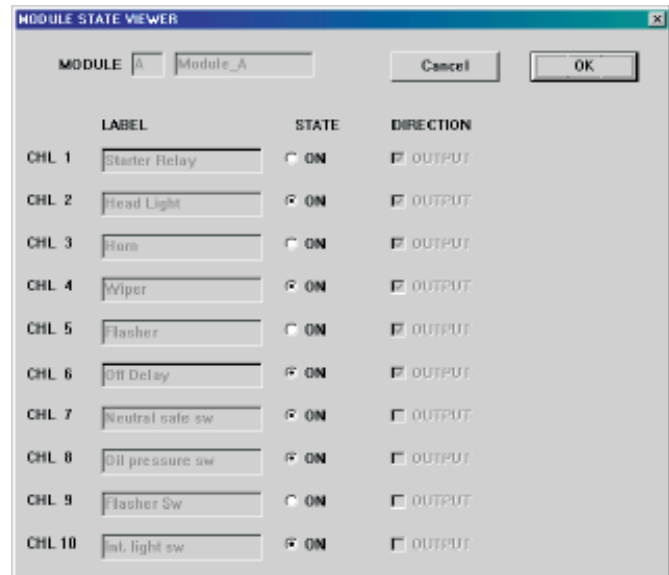 MODULE STATE VIEWER
MODULE A Module_A Cancel OK
LABEL STATE DIRECTION
CHL 1 Starter Relay ON OUTPUT
CHL 2 Head Light ON OUTPUT
CHL 3 Horn ON OUTPUT
CHL 4 Wiper ON OUTPUT
CHL 5 Flasher ON OUTPUT
CHL 6 Off Delay ON OUTPUT
CHL 7 Neutral safe sw ON OUTPUT
CHL 8 Oil pressure sw ON OUTPUT
CHL 9 Flasher Sw ON OUTPUT
CHL 10 Int. light sw ON OUTPUT